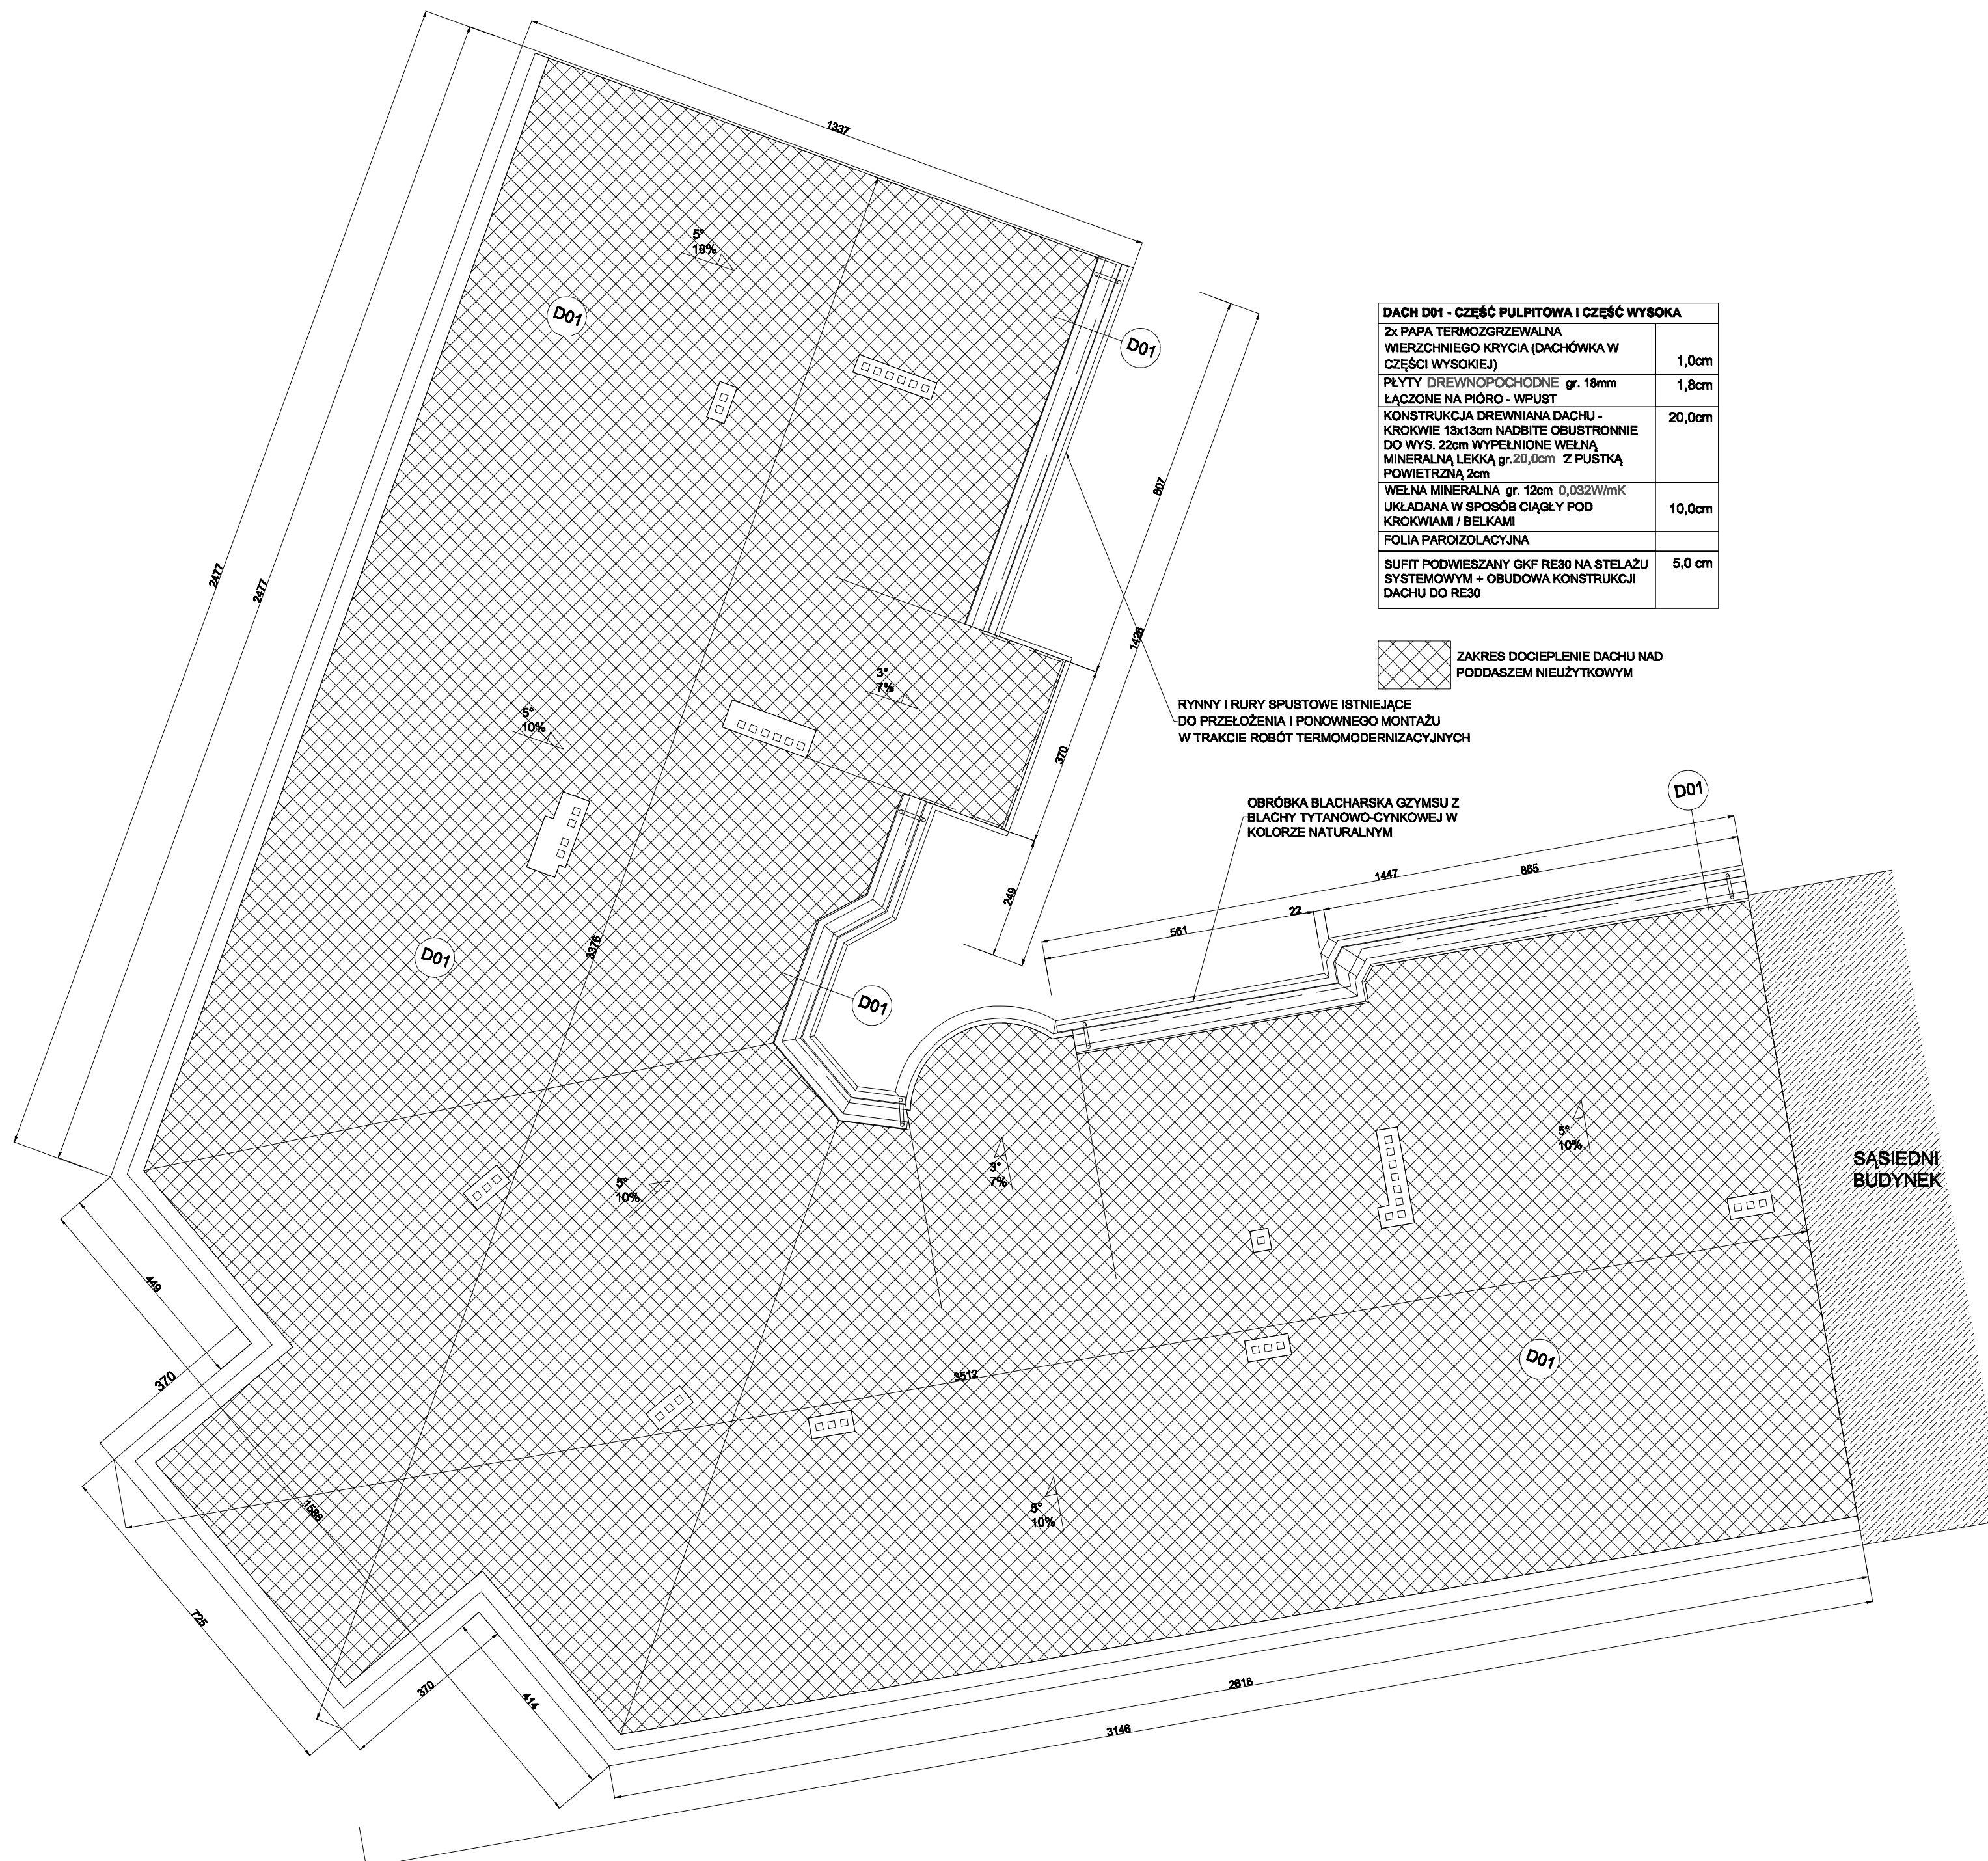 1337
5°
10%
D01
D01
DACH D01 - CZĘŚĆ PULPITOWA I CZĘŚĆ WYSOKA
2x PAPA TERMOZGRZEWALNA
WIERZCHNIEGO KRYCIA (DACHÓWKA W
CZĘŚCI WYSOKIEJ)
1,0cm
PŁYTY DREWNOPOCHODNE gr. 18mm
ŁĄCZONE NA PIÓRO - WPUST
1,8cm
KONSTRUKCJA DREWNIANA DACHU -
KROKWIE 13x13cm NADBITE OBUSTRONNIE
DO WYS. 22cm WYPEŁNIONE WEŁNĄ
MINERALNĄ LEKKĄ gr.20,0cm Z PUSTKĄ
POWIETRZNĄ 2cm
20,0cm
WEŁNA MINERALNA gr. 12cm 0,032W/mK
UKŁADANA W SPOSÓB CIĄGŁY POD
KROKWIAMI / BELKAMI
10,0cm
FOLIA PAROIZOLACYJNA
SUFIT PODWIESZANY GKF RE30 NA STELAŻU
SYSTEMOWYM + OBUDOWA KONSTRUKCJI
DACHU DO RE30
5,0 cm
ZAKRES DOCIEPLENIE DACHU NAD
PODDASZEM NIEUŻYTKOWYM
2477
2477
807
1426
3°
7%
5°
10%
370
RYNNY I RURY SPUSTOWE ISTNIEJĄCE
DO PRZEŁOŻENIA I PONOWNEGO MONTAŻU
W TRAKCIE ROBÓT TERMOMODERNIZACYJNYCH
OBRÓBKA BLACHARSKA GZYMSU Z
BLACHY TYTANOWO-CYNKOWEJ W
KOLORZE NATURALNYM
D01
1447
865
249
22
561
3376
D01
D01
5°
10%
SĄSIEDNI
BUDYNEK
3°
7%
5°
10%
449
370
3512
D01
1588
5°
10%
725
370
414
2618
3146